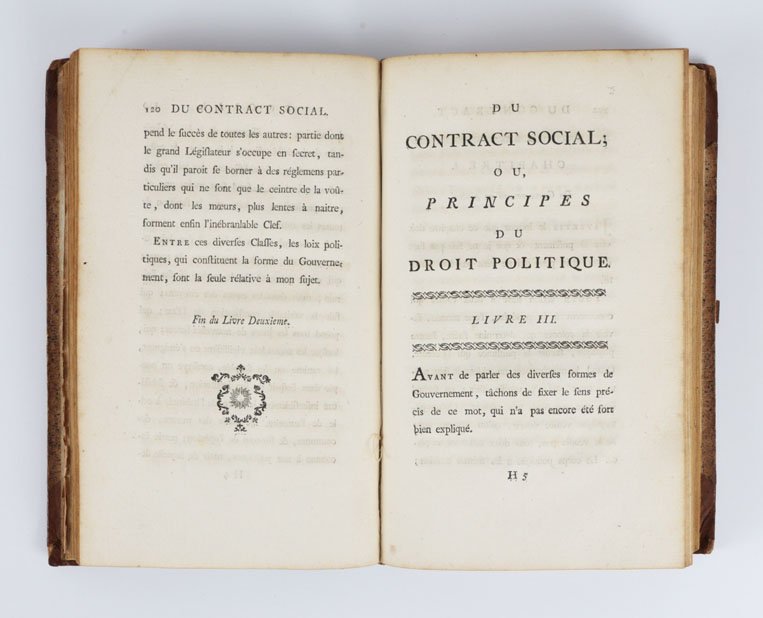 120 DU CONTRACT SOCIAL.
pend le ſuccès de toutes les autres: partie dont
le grand Légiſlateur s'occupe en ſecret, tan-
dis qu'il paroit ſe borner à des réglemens par-
ticuliers qui ne ſont que le ceintre de la voû-
te, dont les mœurs, plus lentes à naitre,
forment enfin l'inébranlable Clef.
ENTRE ces diverſes Claſſes, les loix poli-
tiques, qui conſtituent la forme du Gouverne-
ment, ſont la ſeule rélative à mon ſujet.
Fin du Livre Deuxieme.
DU
CONTRACT SOCIAL;
OU,
PRINCIPES
DU
DROIT POLITIQUE.
LIVRE III.
AVANT de parler des diverſes formes de
Gouvernement, tâchons de fixer le ſens pré-
cis de ce mot, qui n'a pas encore été fort
bien expliqué.
H 5